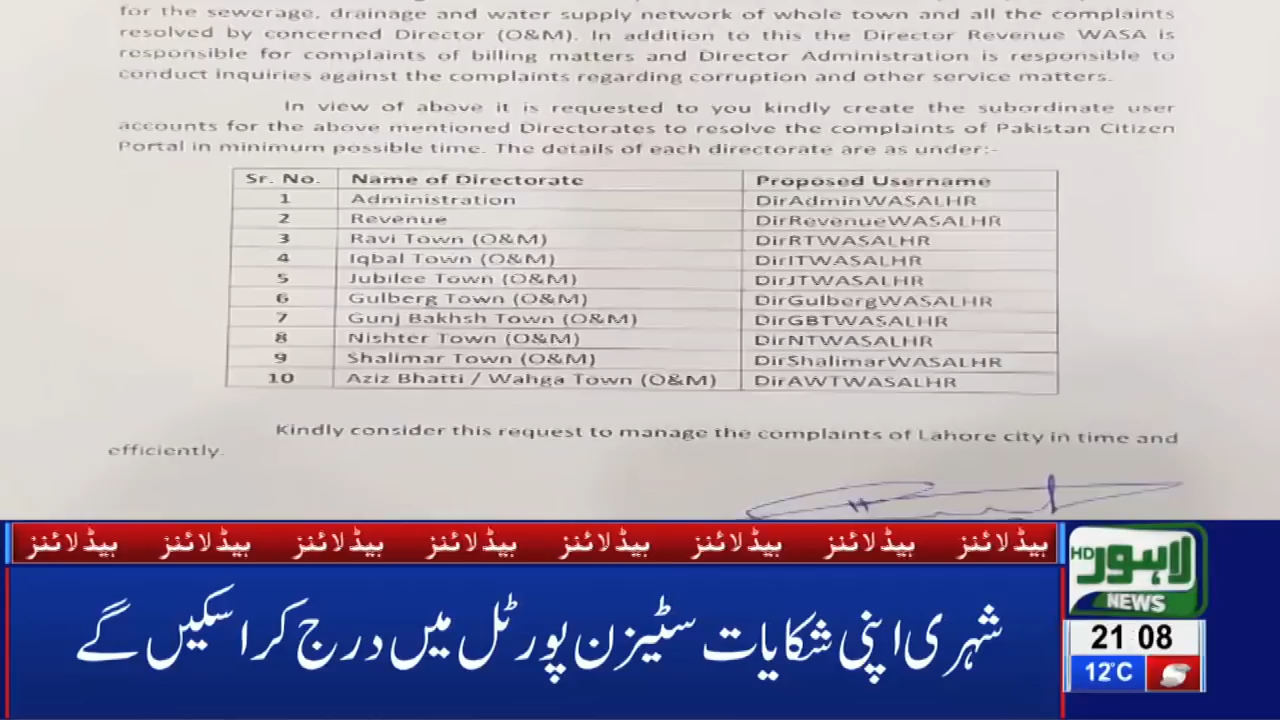 for the sewerage, drainage and water supply network of whole town and all the complaints
resolved by concerned Director (O&M). In addition to this the Director Revenue WASA is
responsible for complaints of billing matters and Director Administration is responsible to
conduct inquiries against the complaints regarding corruption and other service matters.
In view of above it is requested to you kindly create the subordinate user
accounts for the above mentioned Directorates to resolve the complaints of Pakistan Citizen
Portal in minimum possible time. The details of each directorate are as under:-
Sr. No. Name of Directorate Proposed Username
1 Administration DirAdminWASALHR
2 Revenue DirRevenueWASALHR
3 Ravi Town (O&M) DirRTWASALHR
4 Iqbal Town (O&M) DirITWASALHR
5 Jubilee Town (O&M) DirJTWASALHR
6 Gulberg Town (O&M) DirGulbergWASALHR
7 Gunj Bakhsh Town (O&M) DirGBTWASALHR
8 Nishter Town (O&M) DirNTWASALHR
9 Shalimar Town (O&M) DirShalimarWASALHR
10 Aziz Bhatti / Wahga Town (O&M) DirAWTWASALHR
Kindly consider this request to manage the complaints of Lahore city in time and
efficiently.
ہیڈلائنز ہیڈلائنز ہیڈلائنز ہیڈلائنز ہیڈلائنز ہیڈلائنز ہیڈلائنز ہیڈلائنز
شہری اپنی شکایات سٹیزن پورٹل میں درج کرا سکیں گے
HD لاہور
NEWS
21 08
12°C